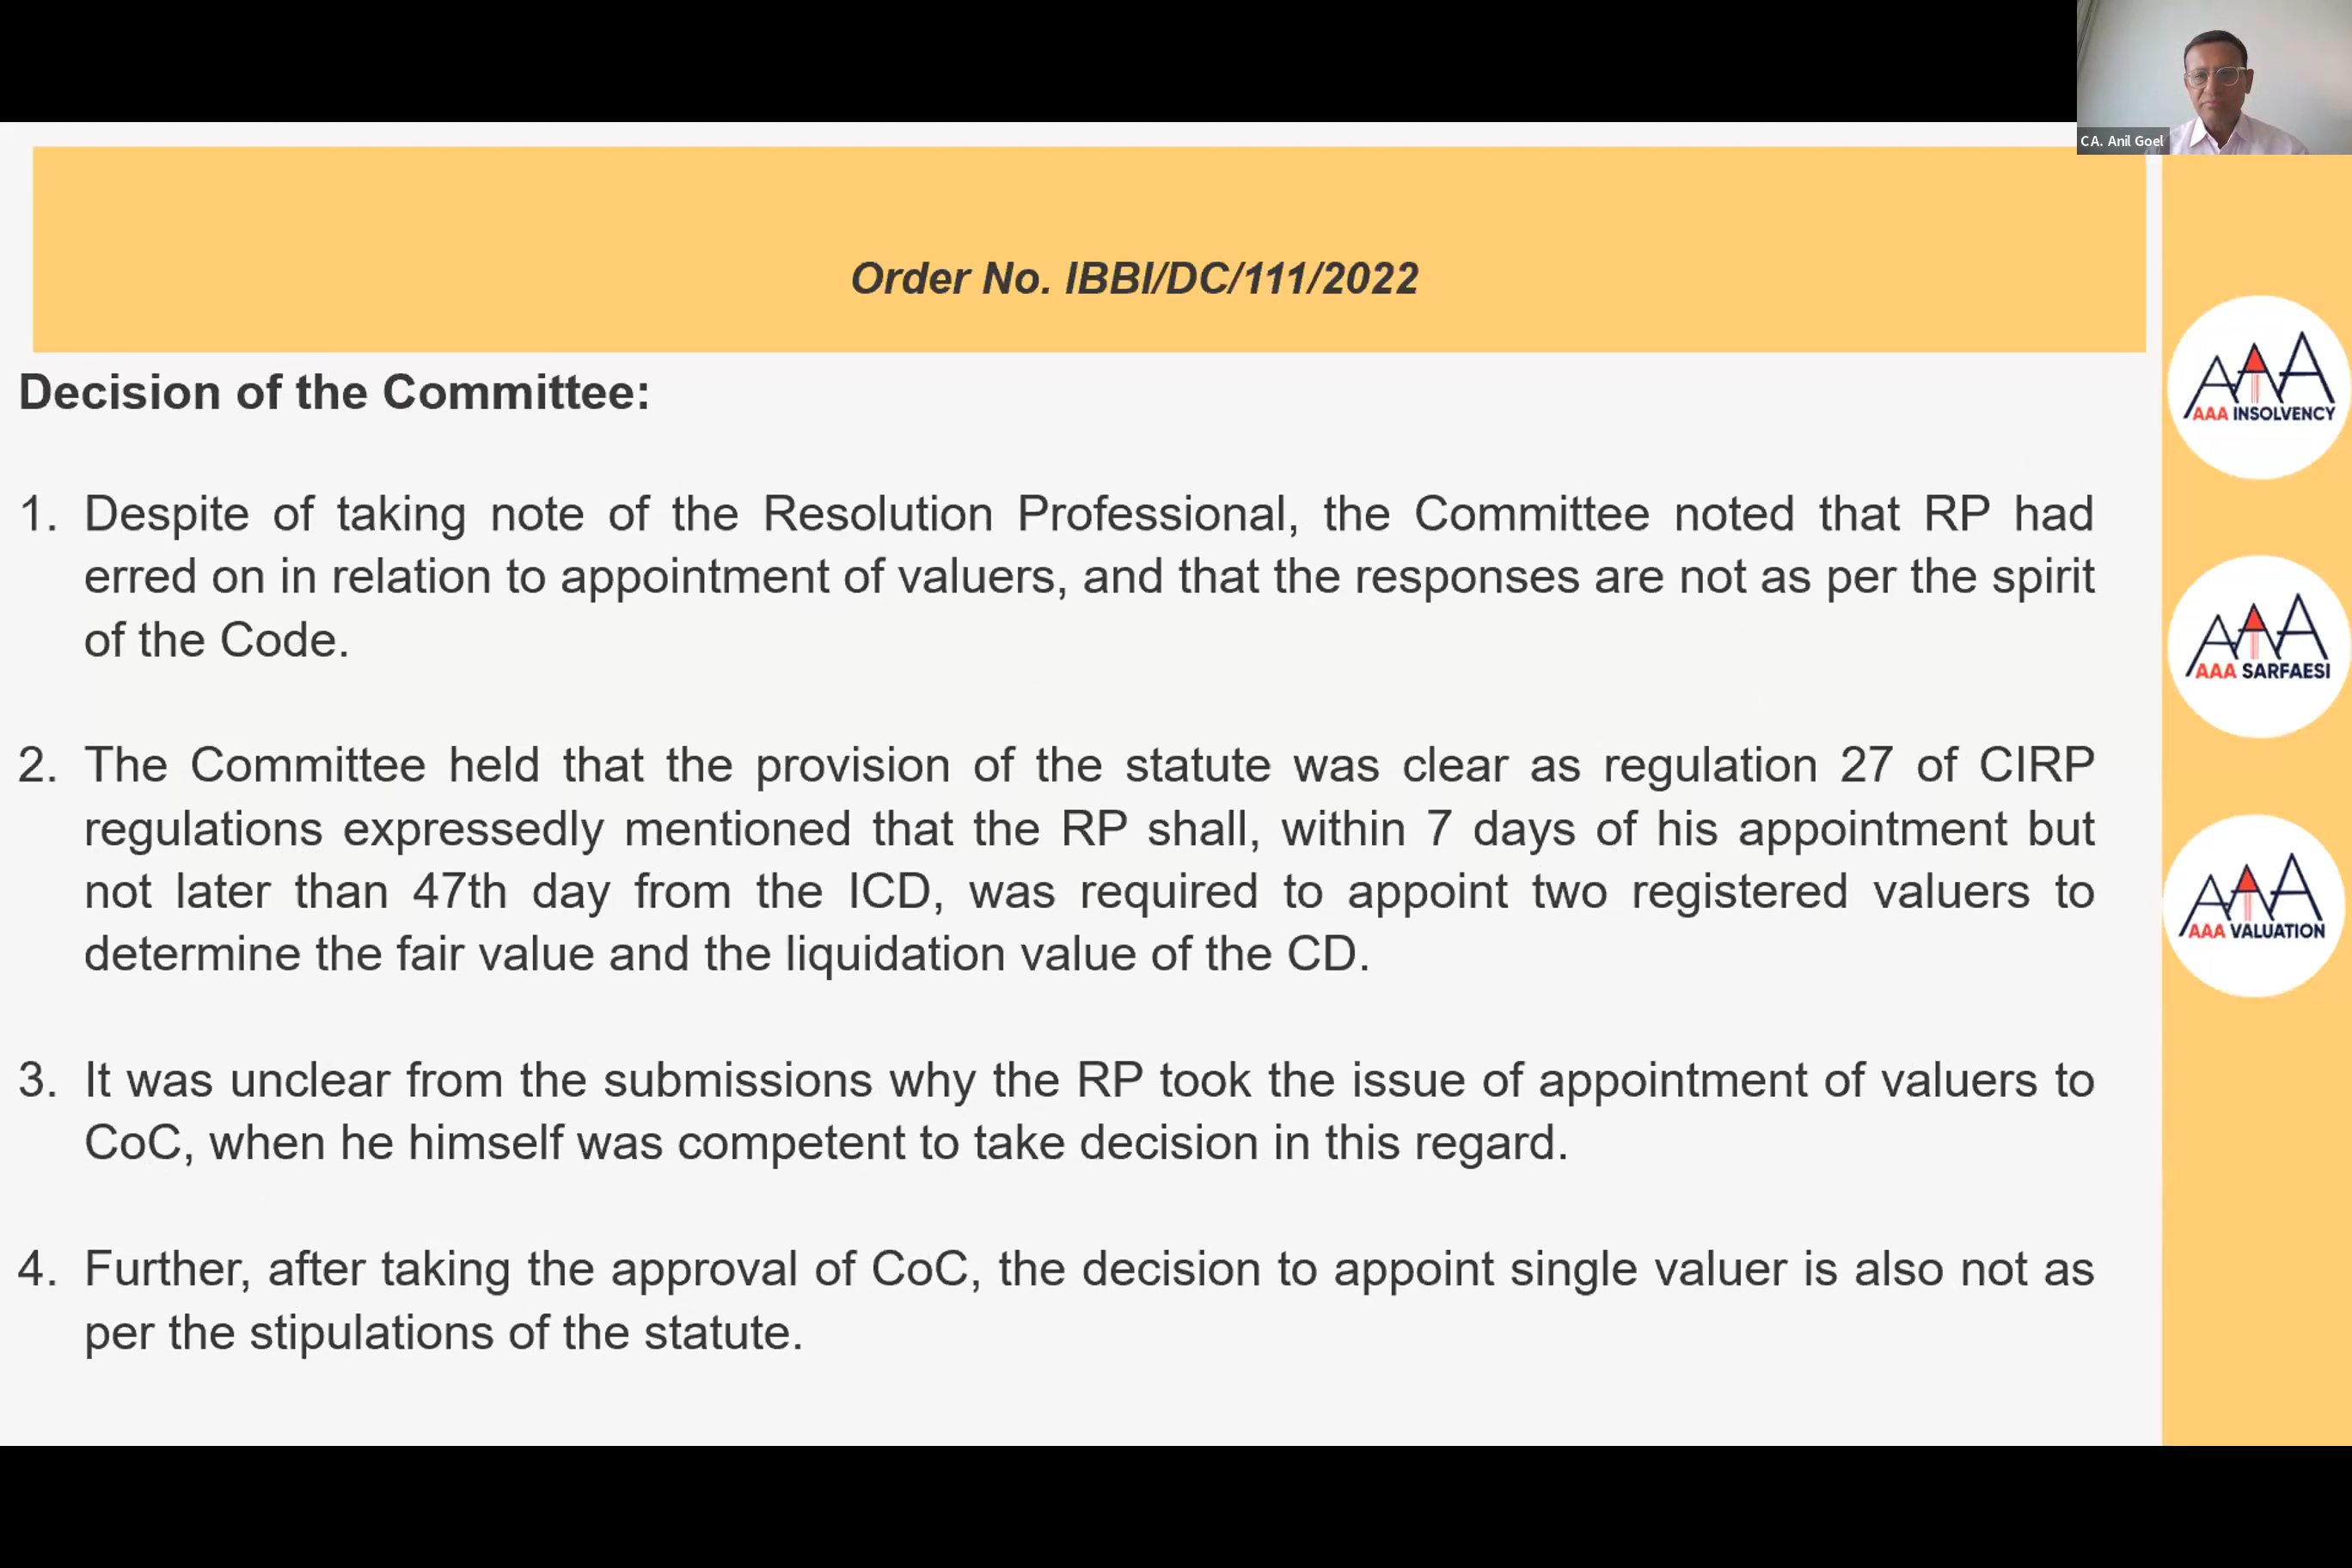 CA. Anil Goel
Order No. IBBI/DC/111/2022
Decision of the Committee:
1. Despite of taking note of the Resolution Professional, the Committee noted that RP had
erred on in relation to appointment of valuers, and that the responses are not as per the spirit
of the Code.
2. The Committee held that the provision of the statute was clear as regulation 27 of CIRP
regulations expressedly mentioned that the RP shall, within 7 days of his appointment but
not later than 47th day from the ICD, was required to appoint two registered valuers to
determine the fair value and the liquidation value of the CD.
3. It was unclear from the submissions why the RP took the issue of appointment of valuers to
CoC, when he himself was competent to take decision in this regard.
4. Further, after taking the approval of CoC, the decision to appoint single valuer is also not as
per the stipulations of the statute.
AAA
AAA INSOLVENCY
AAA
AAA SARFAESI
AAA
AAA VALUATION